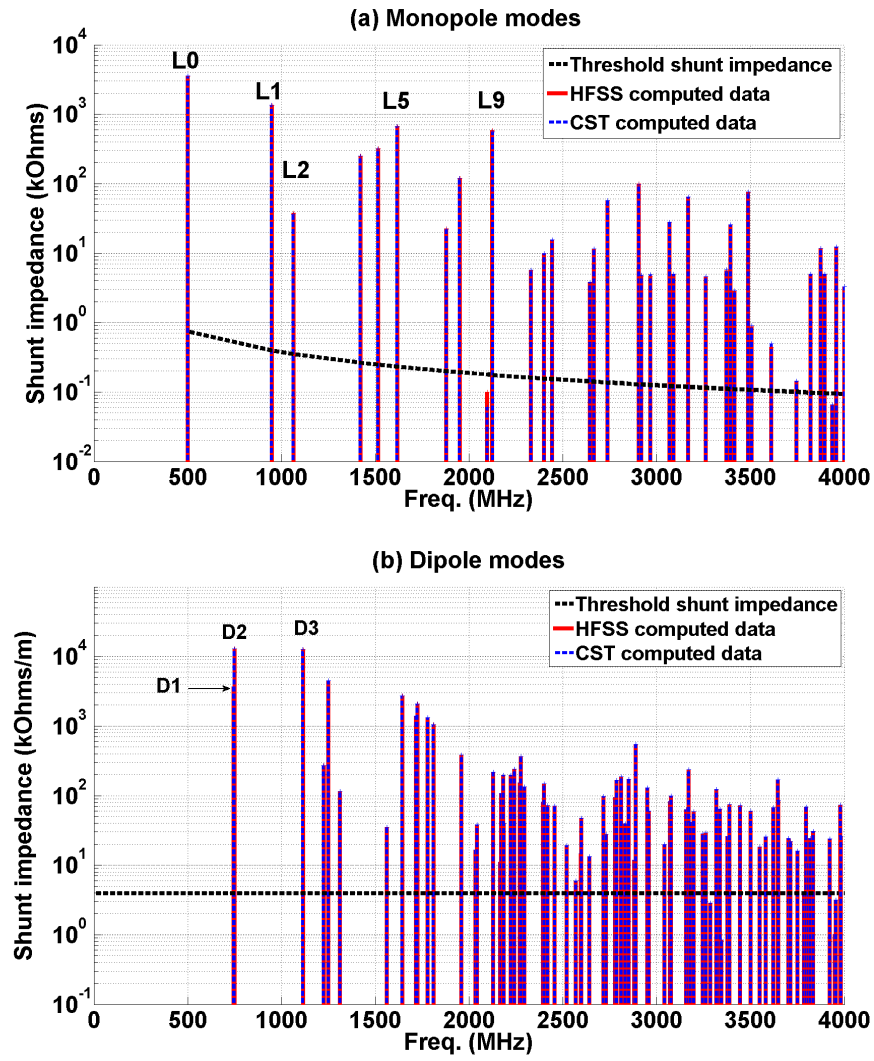 (a) Monopole modes
Shunt impedance (kOhms)
10^4
10^3
10^2
10^1
10^0
10^-1
10^-2
L0
L1
L2
L5
L9
Threshold shunt impedance
HFSS computed data
CST computed data
0 500 1000 1500 2000 2500 3000 3500 4000
Freq. (MHz)
(b) Dipole modes
Shunt impedance (kOhms/m)
10^4
10^3
10^2
10^1
10^0
10^-1
D1
D2
D3
Threshold shunt impedance
HFSS computed data
CST computed data
0 500 1000 1500 2000 2500 3000 3500 4000
Freq. (MHz)